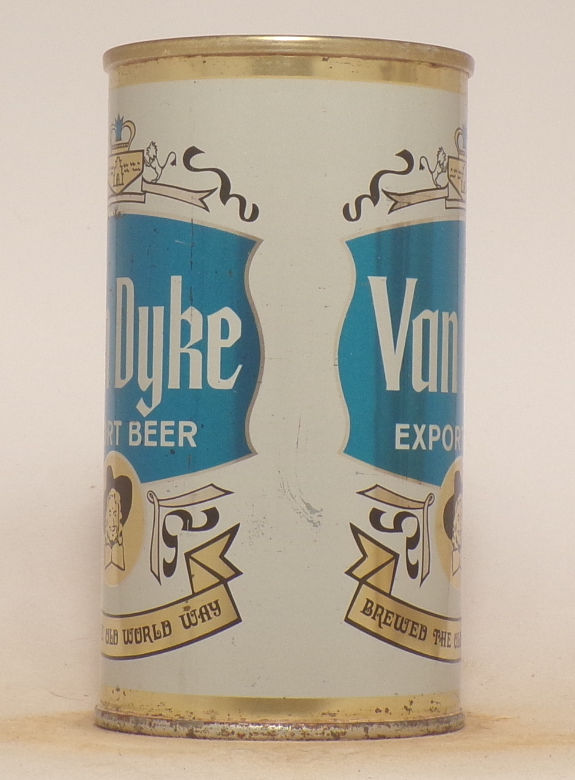 Dyke
RT BEER
OLD WORLD WAY
Van
EXPOR
BREWED THE